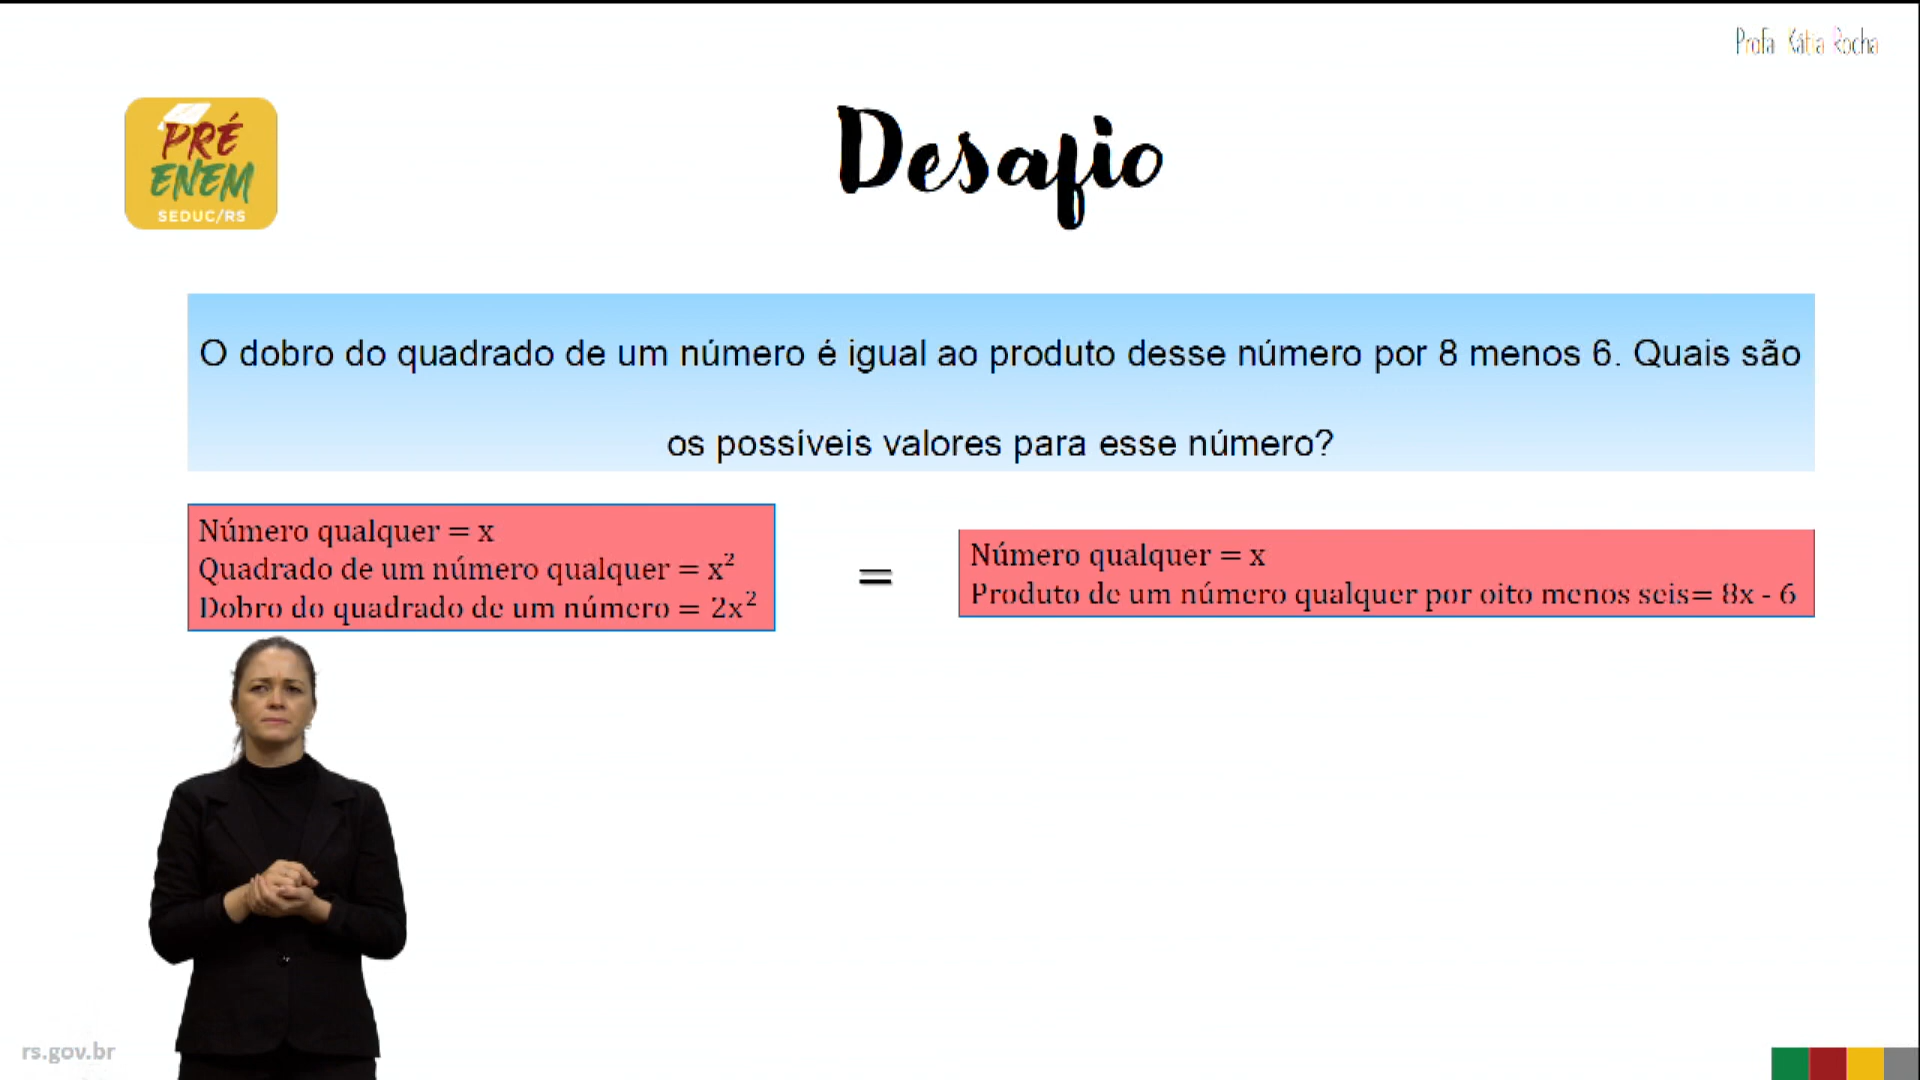 Profa Kátia Rocha
PRÉ
ENEM
SEDUC/RS
Desafio
O dobro do quadrado de um número é igual ao produto desse número por 8 menos 6. Quais são
os possíveis valores para esse número?
Número qualquer = x
Quadrado de um número qualquer = x²
Dobro do quadrado de um número = 2x²
=
Número qualquer = x
Produto de um número qualquer por oito menos seis= 8x - 6
rs.gov.br